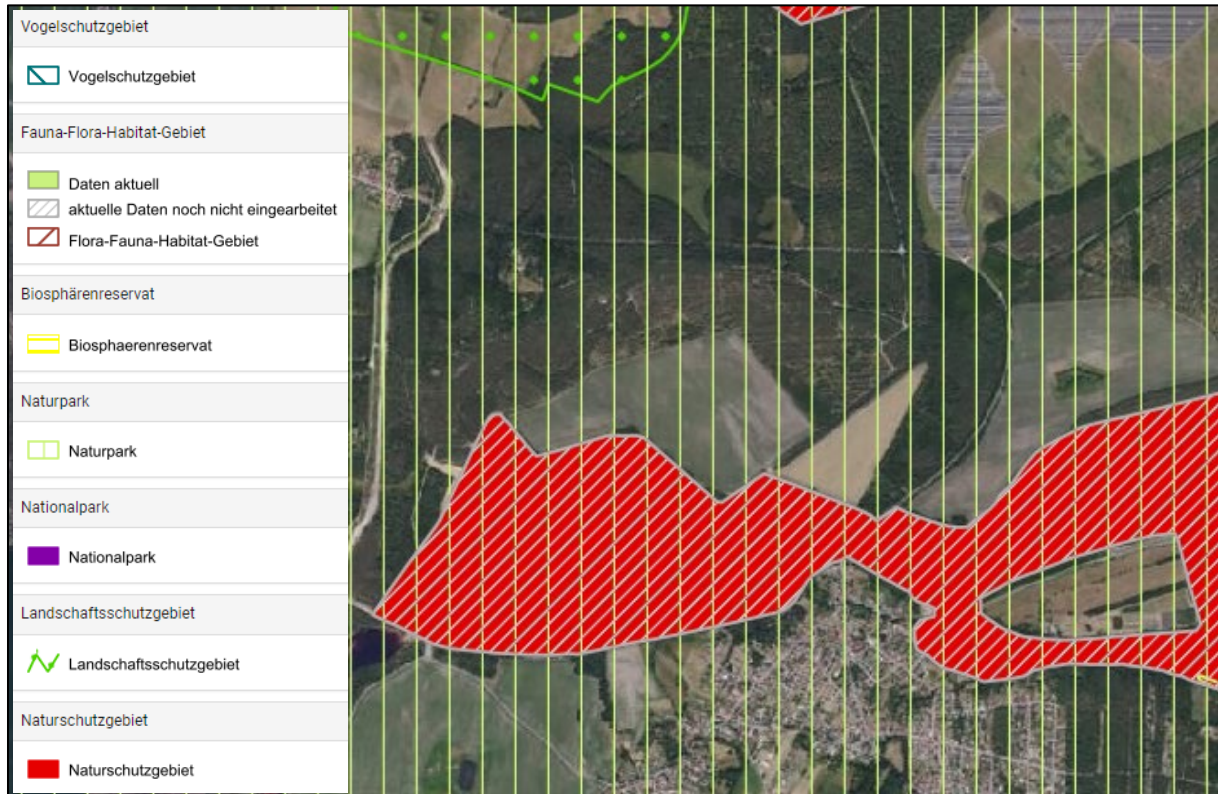 Vogelschutzgebiet
Vogelschutzgebiet
Fauna-Flora-Habitat-Gebiet
Daten aktuell
aktuelle Daten noch nicht eingearbeitet
Flora-Fauna-Habitat-Gebiet
Biosphärenreservat
Biosphaerenreservat
Naturpark
Naturpark
Nationalpark
Nationalpark
Landschaftsschutzgebiet
Landschaftsschutzgebiet
Naturschutzgebiet
Naturschutzgebiet